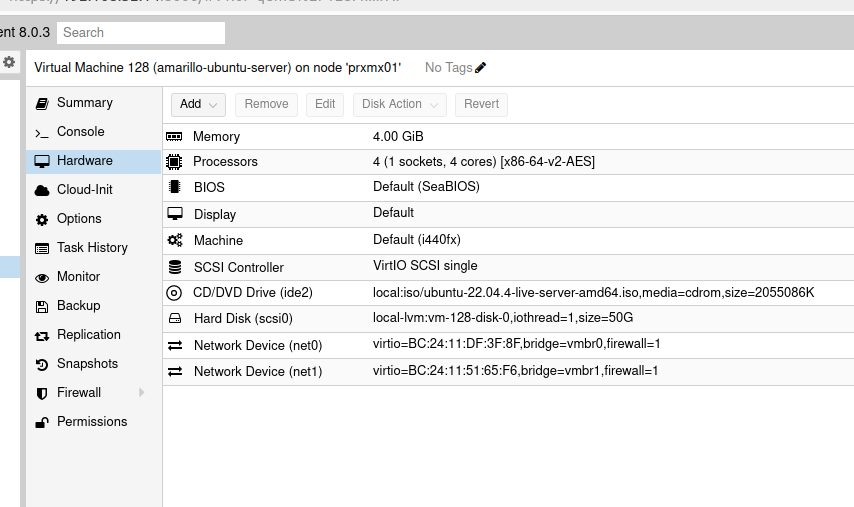 ent 8.0.3 Search
Virtual Machine 128 (amarillo-ubuntu-server) on node 'prxmx01' No Tags
Summary
Console
Hardware
Cloud-Init
Options
Task History
Monitor
Backup
Replication
Snapshots
Firewall
Permissions
Add Remove Edit Disk Action Revert
Memory 4.00 GiB
Processors 4 (1 sockets, 4 cores) [x86-64-v2-AES]
BIOS Default (SeaBIOS)
Display Default
Machine Default (i440fx)
SCSI Controller VirtIO SCSI single
CD/DVD Drive (ide2) local:iso/ubuntu-22.04.4-live-server-amd64.iso,media=cdrom,size=2055086K
Hard Disk (scsi0) local-lvm:vm-128-disk-0,iothread=1,size=50G
Network Device (net0) virtio=BC:24:11:DF:3F:8F,bridge=vmbr0,firewall=1
Network Device (net1) virtio=BC:24:11:51:65:F6,bridge=vmbr1,firewall=1